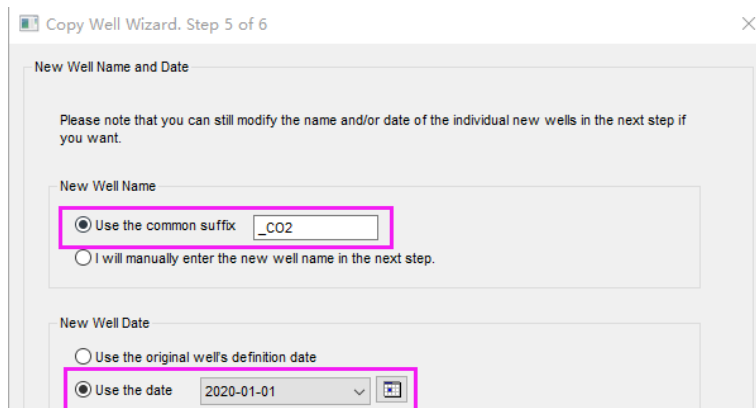 Copy Well Wizard. Step 5 of 6
New Well Name and Date
Please note that you can still modify the name and/or date of the individual new wells in the next step if
you want.
New Well Name
Use the common suffix _CO2
I will manually enter the new well name in the next step.
New Well Date
Use the original well's definition date
Use the date 2020-01-01